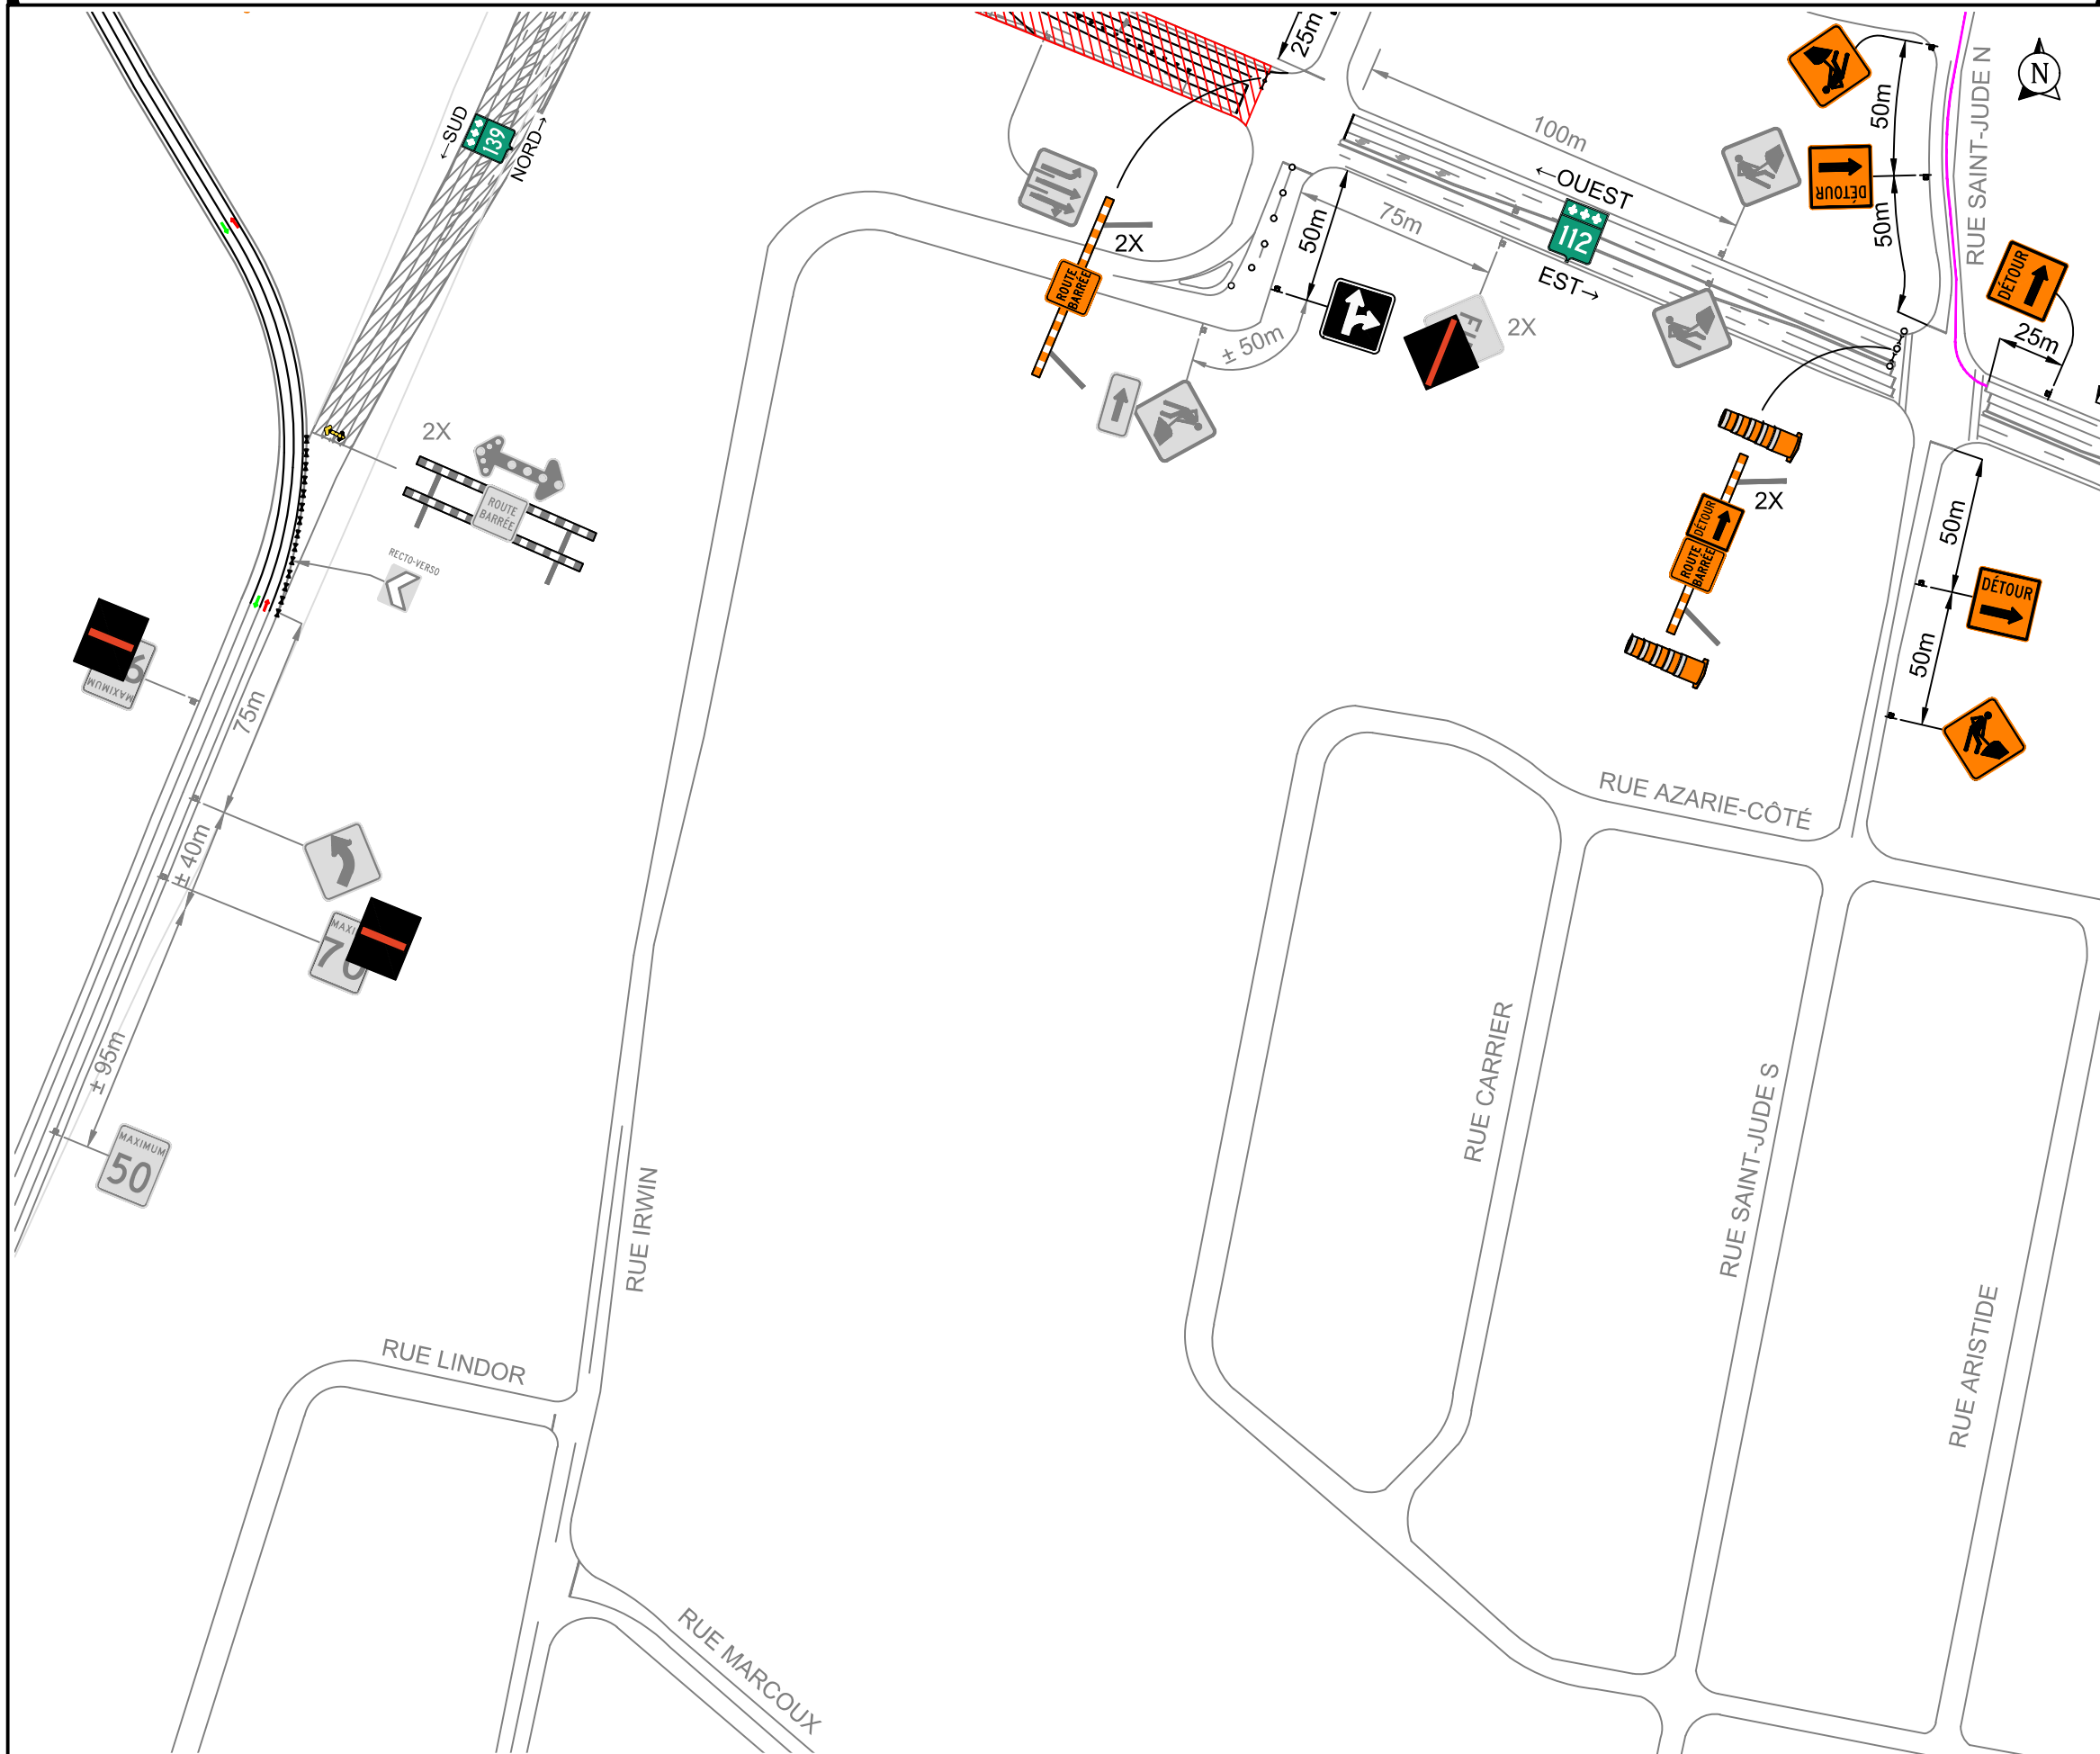 25m
100m
50m
RUE SAINT-JUDE N
N
←SUD
139
NORD→
←OUEST
112
EST→
75m
DÉTOUR
50m
DÉTOUR
25m
2X
ROUTE
BARRÉE
50m
± 50m
2X
2X
ROUTE
BARRÉE
RECTO-VERSO
2X
DÉTOUR
ROUTE
BARRÉE
50m
DÉTOUR
50m
MAXIMUM
75m
RUE AZARIE-CÔTÉ
± 40m
70
± 95m
MAXIMUM
50
RUE CARRIER
RUE SAINT-JUDE S
RUE ARISTIDE
RUE IRWIN
RUE LINDOR
RUE MARCOUX